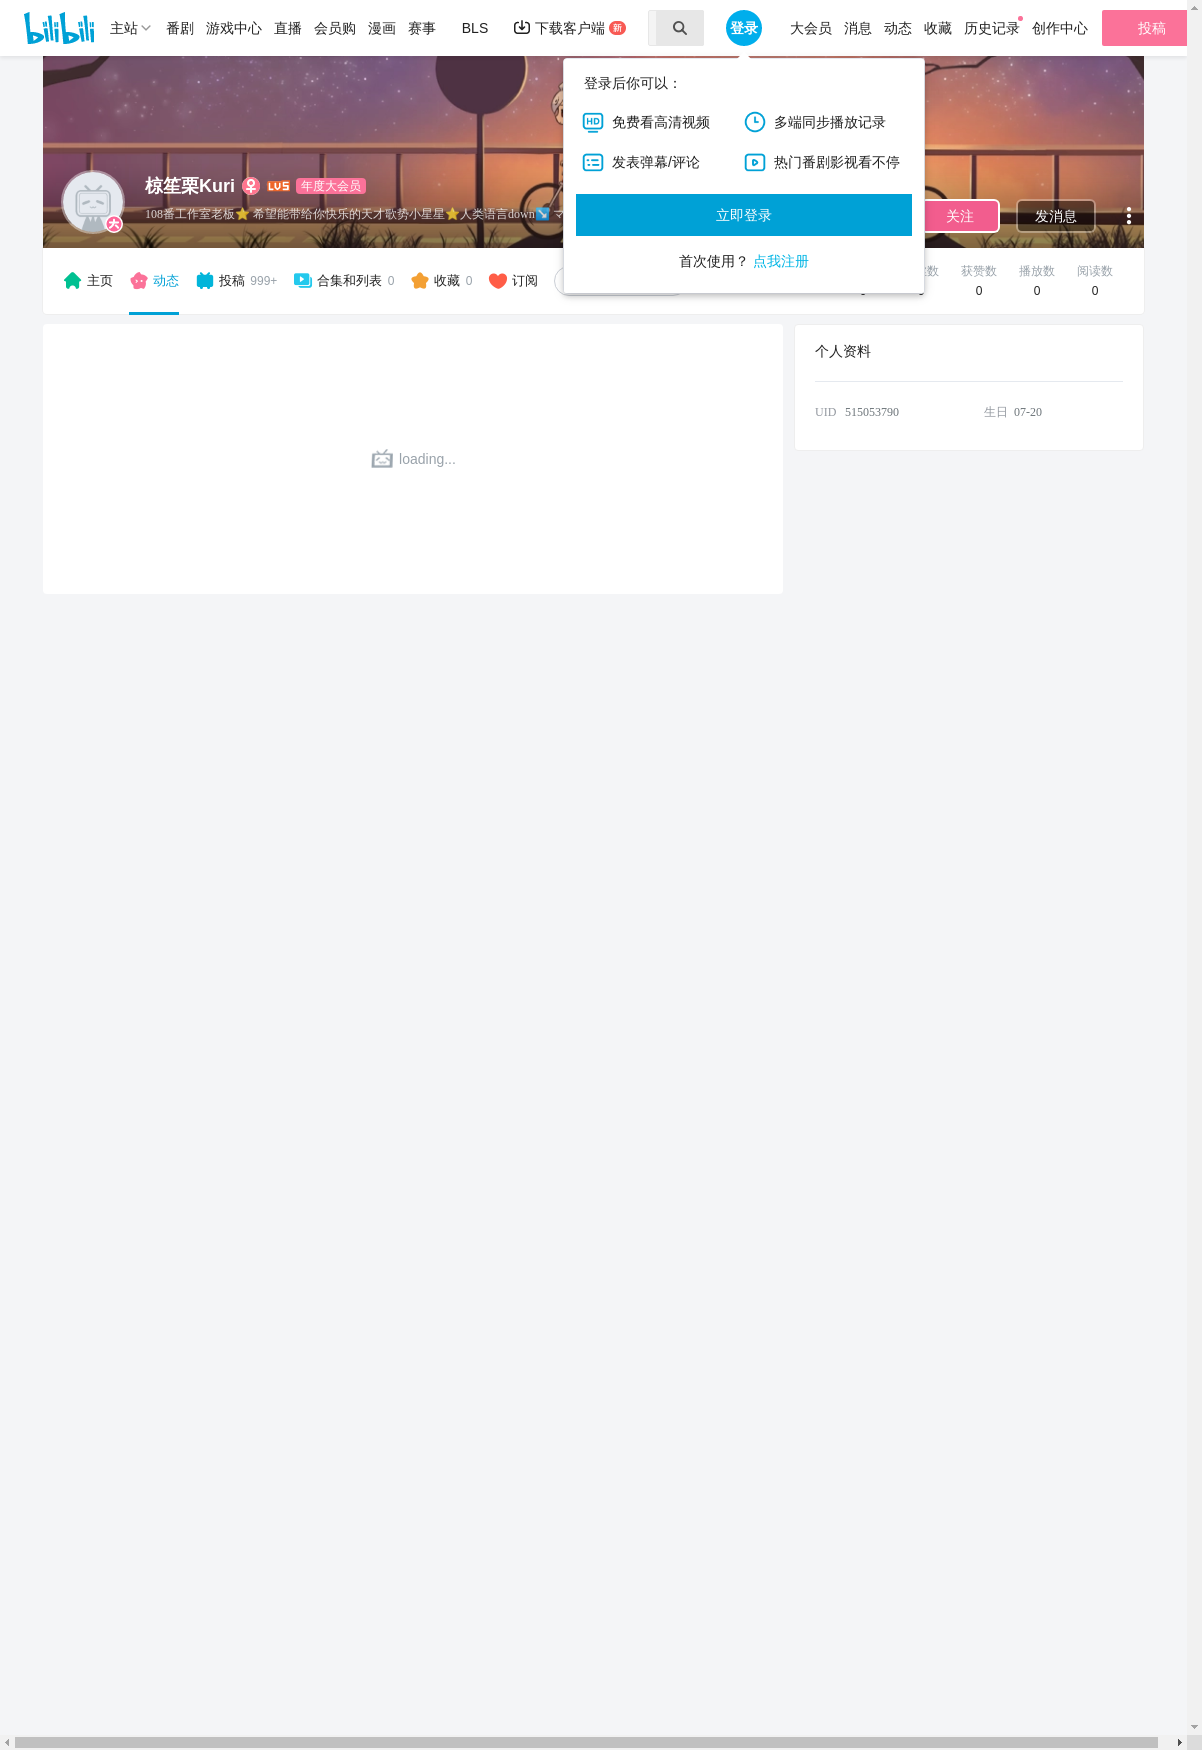 bilibili 主站 番剧 游戏中心 直播 会员购 漫画 赛事 BLS 下载客户端 新 登录 大会员 消息 动态 收藏 历史记录 创作中心 投稿
登录后你可以：
HD 免费看高清视频 多端同步播放记录
发表弹幕/评论 热门番剧影视看不停
立即登录
首次使用？ 点我注册
椋笙栗Kuri LV5 年度大会员
大 108番工作室老板⭐ 希望能带给你快乐的天才歌势小星星⭐人类语言down↘️ マ
关注 发消息
主页 动态 投稿 999+ 合集和列表 0 收藏 0 订阅
数 获赞数 播放数 阅读数
0 0 0
loading...
个人资料
UID 515053790 生日 07-20